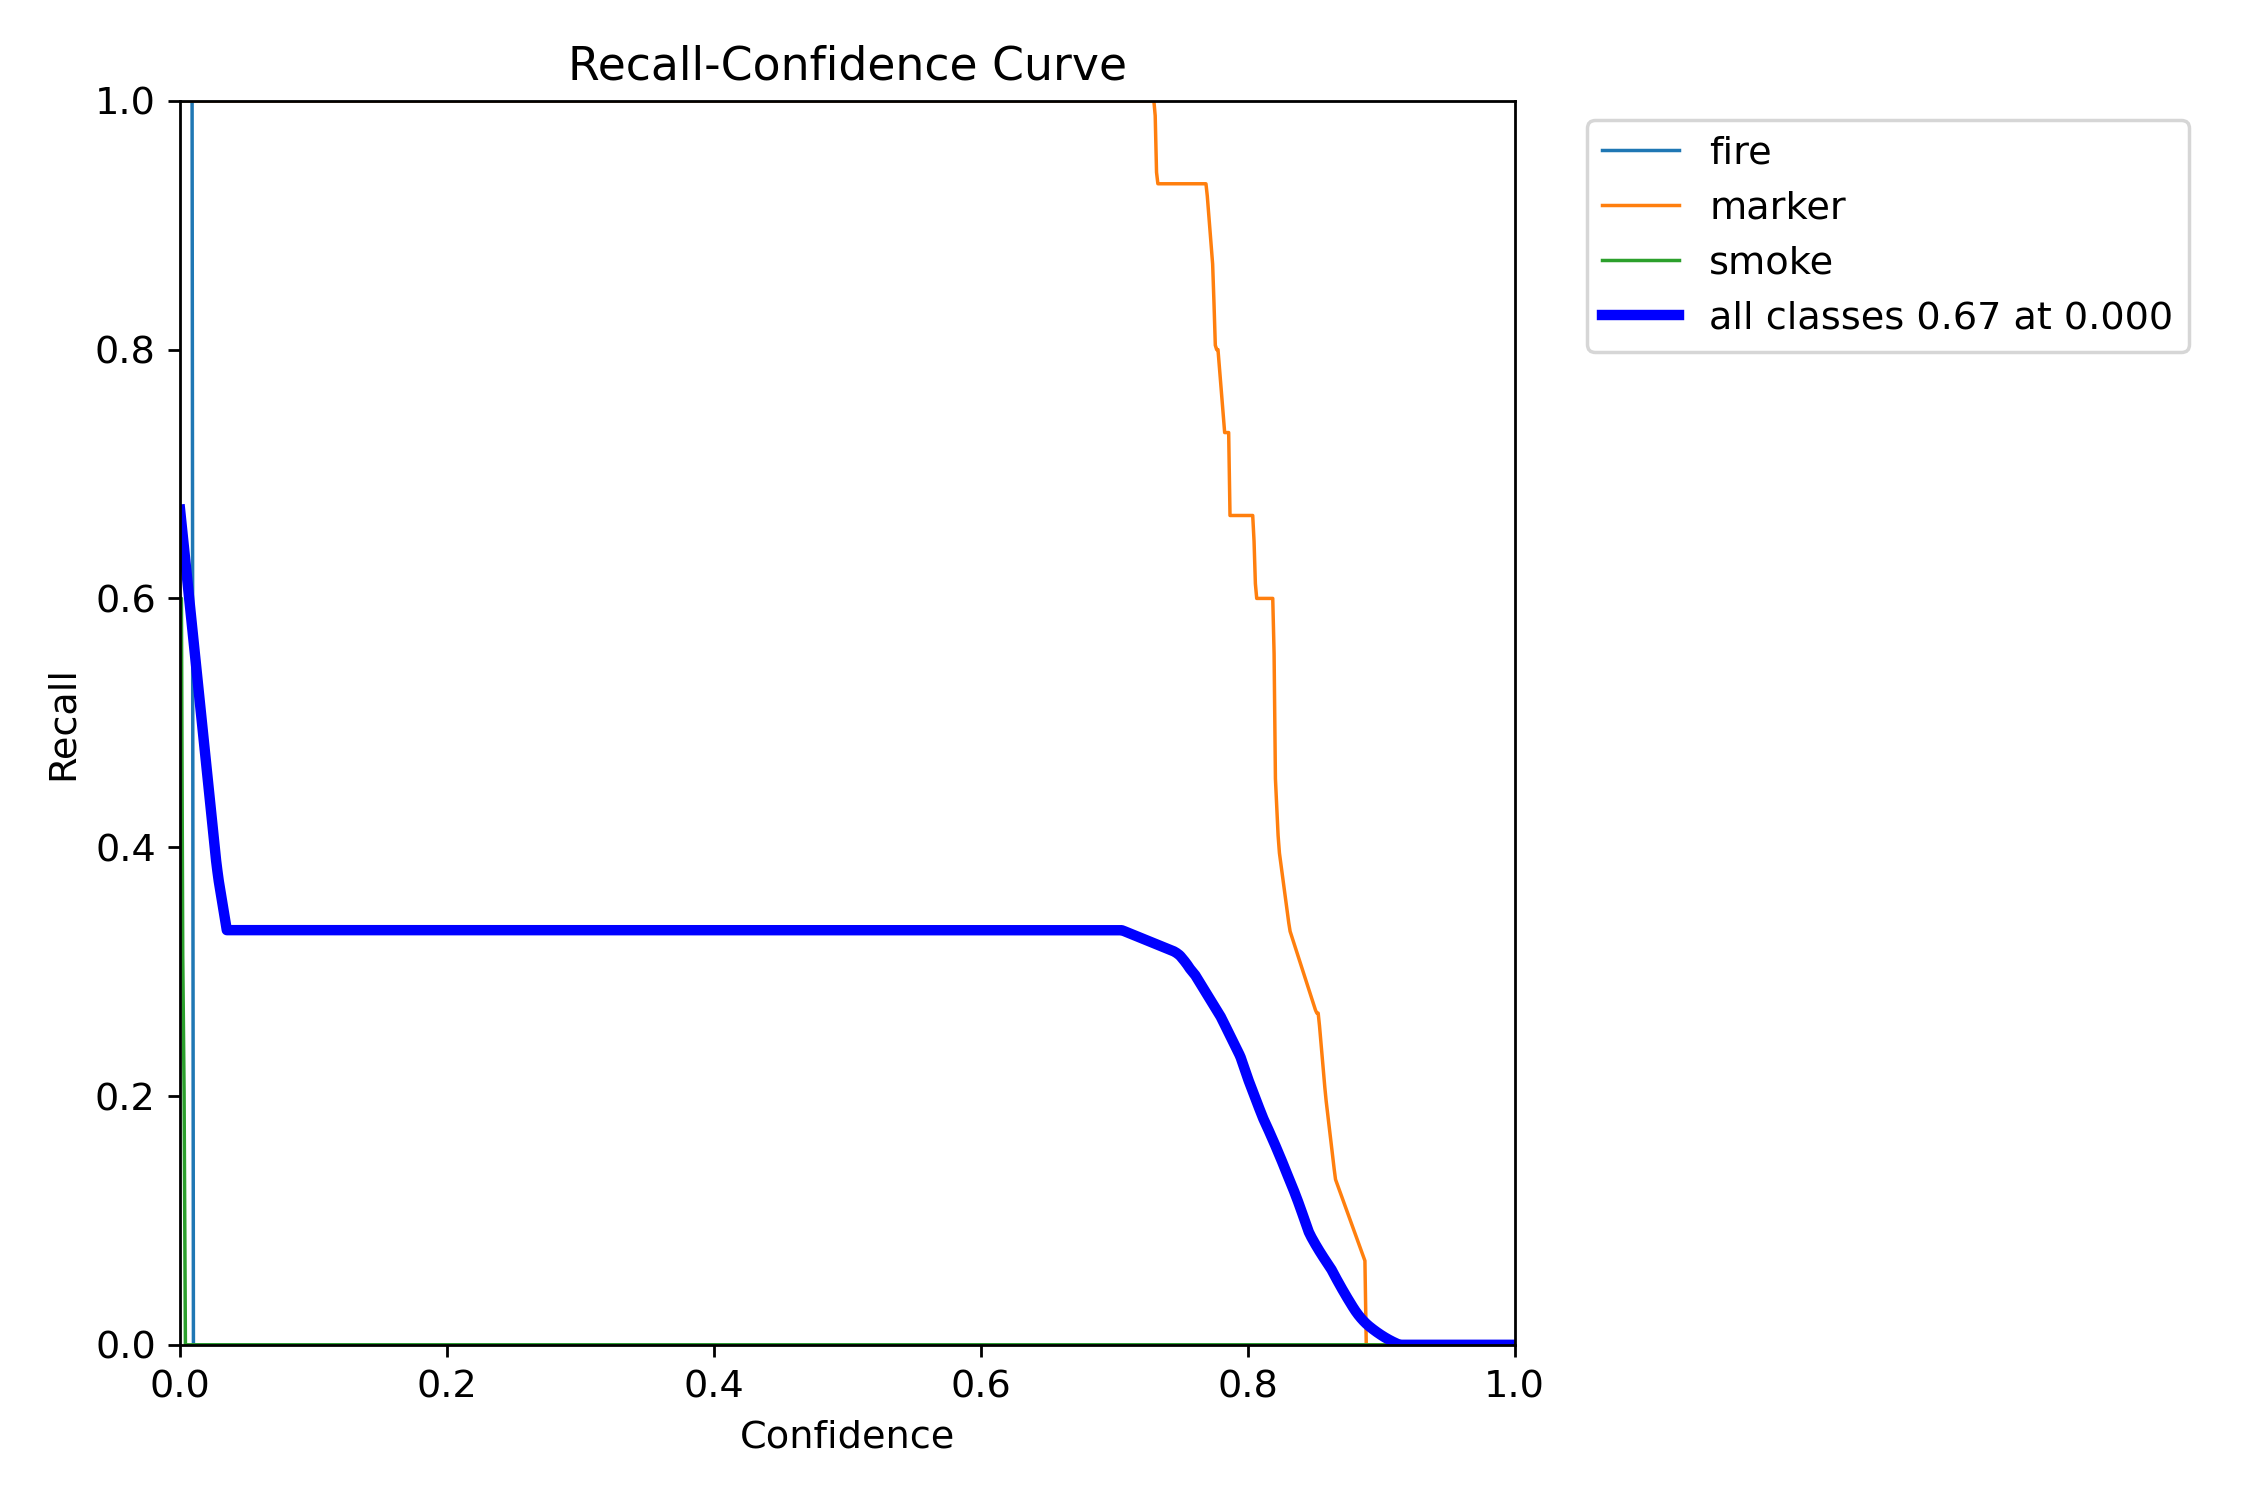 Recall-Confidence Curve
1.0
0.8
0.6
0.4
0.2
0.0
Recall
0.0 0.2 0.4 0.6 0.8 1.0
Confidence
fire
marker
smoke
all classes 0.67 at 0.000